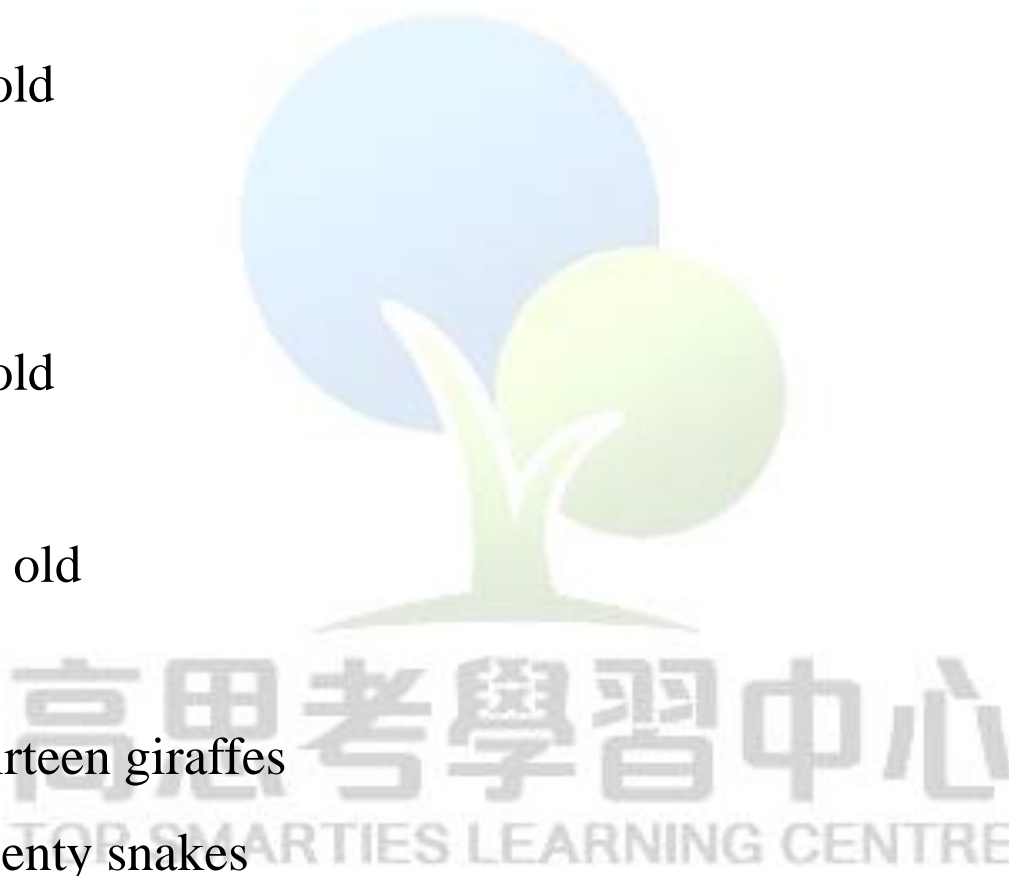 old
old
old
高思考學習中心
rteen giraffes
TOP SMARTIES LEARNING CENTRE
enty snakes